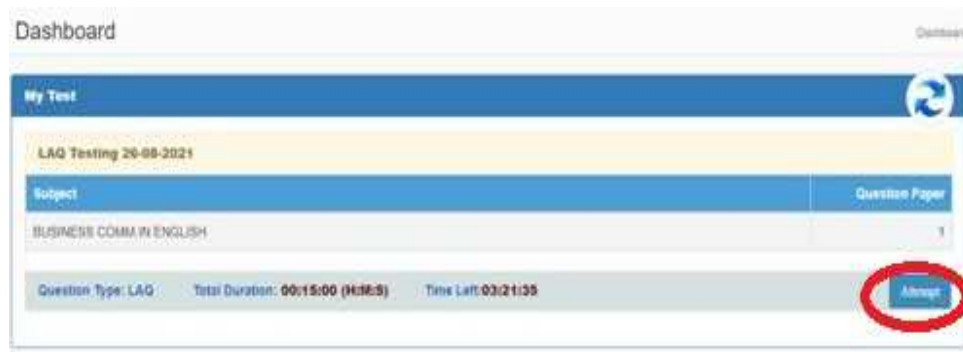 Dashboard
Dashboar
My Test
LAQ Testing 26-08-2021
Subject Question Paper
BUSINESS COMM IN ENGLISH 1
Question Type: LAQ Total Duration: 00:15:00 (H:M:S) Time Left:03:21:35 Attempt